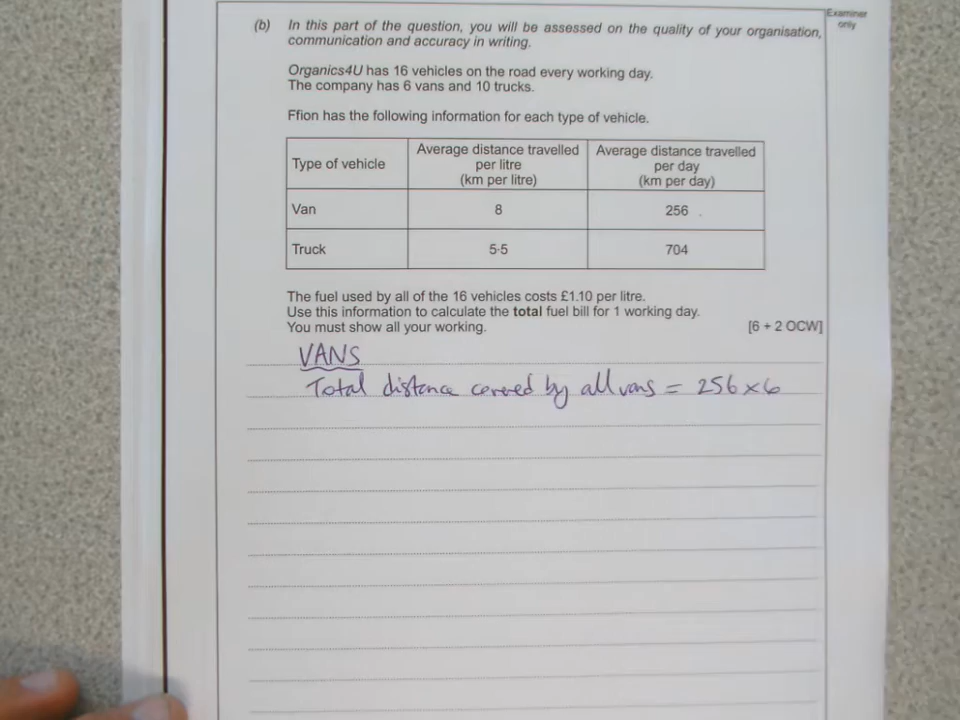 Examiner
only
(b) In this part of the question, you will be assessed on the quality of your organisation,
communication and accuracy in writing.
Organics4U has 16 vehicles on the road every working day.
The company has 6 vans and 10 trucks.
Ffion has the following information for each type of vehicle.
Type of vehicle
Average distance travelled
per litre
(km per litre)
Average distance travelled
per day
(km per day)
Van 8 256
Truck 5·5 704
The fuel used by all of the 16 vehicles costs £1.10 per litre.
Use this information to calculate the total fuel bill for 1 working day.
You must show all your working. [6 + 2 OCW]
VANS
Total distance covered by all vans = 256 × 6